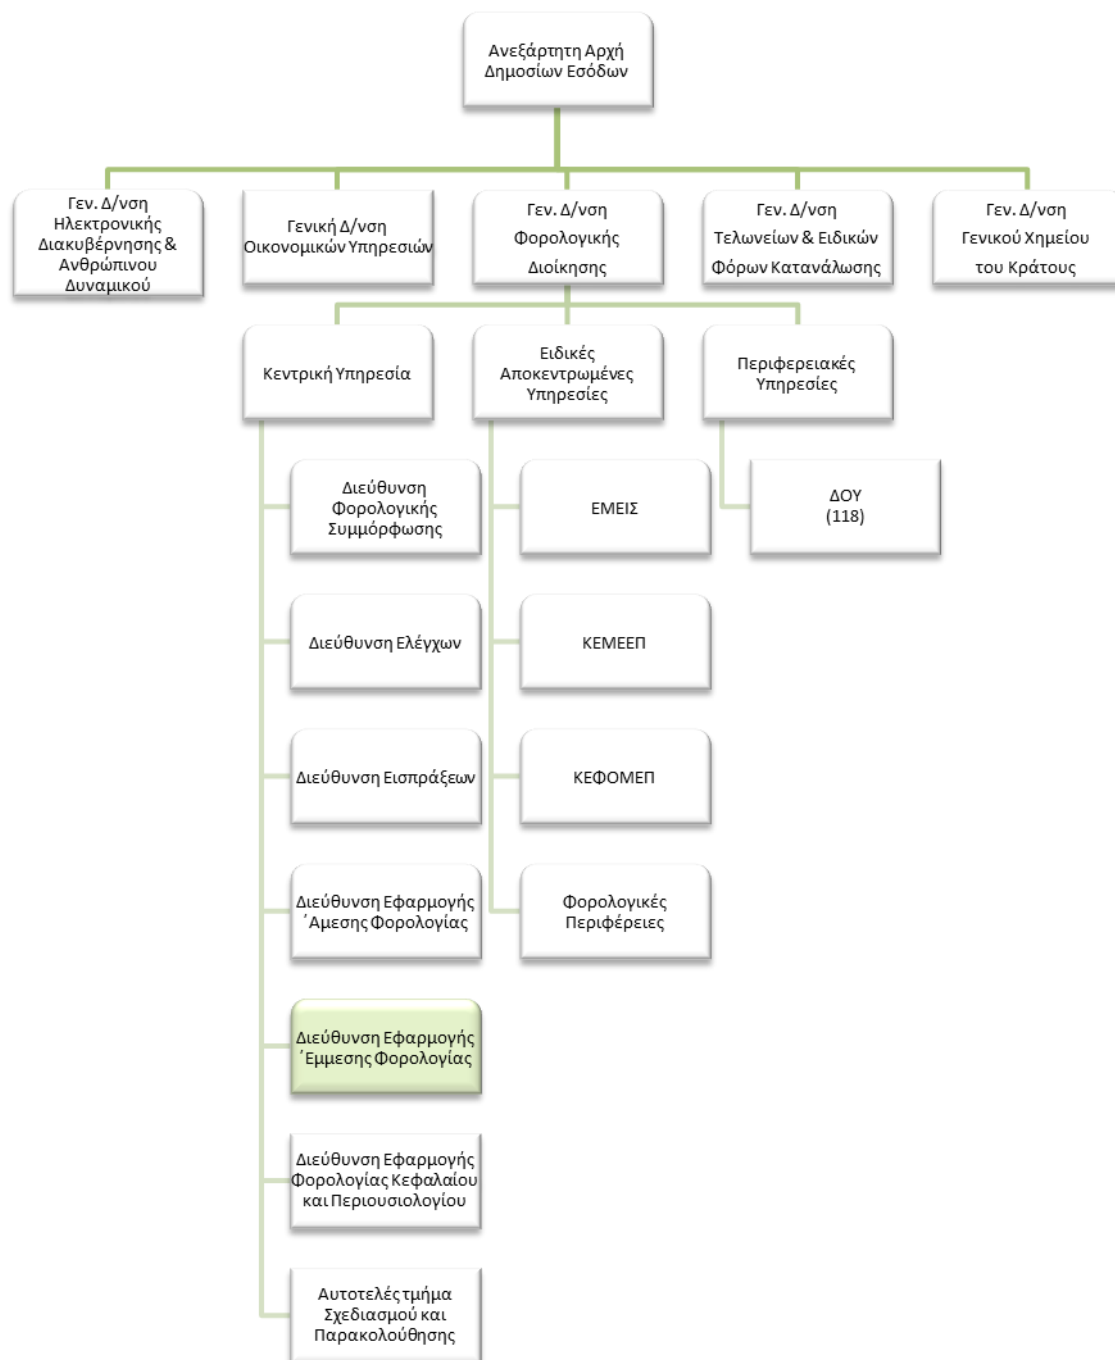 Ανεξάρτητη Αρχή
Δημοσίων Εσόδων
Γεν. Δ/νση
Ηλεκτρονικής
Διακυβέρνησης &
Ανθρώπινου
Δυναμικού
Γενική Δ/νση
Οικονομικών Υπηρεσιών
Γεν. Δ/νση
Φορολογικής
Διοίκησης
Γεν. Δ/νση
Τελωνείων & Ειδικών
Φόρων Κατανάλωσης
Γεν. Δ/νση
Γενικού Χημείου
του Κράτους
Κεντρική Υπηρεσία
Ειδικές
Αποκεντρωμένες
Υπηρεσίες
Περιφερειακές
Υπηρεσίες
Διεύθυνση
Φορολογικής
Συμμόρφωσης
Διεύθυνση Ελέγχων
Διεύθυνση Εισπράξεων
Διεύθυνση Εφαρμογής
΄Αμεσης Φορολογίας
Διεύθυνση Εφαρμογής
΄Εμμεσης Φορολογίας
Διεύθυνση Εφαρμογής
Φορολογίας Κεφαλαίου
και Περιουσιολογίου
Αυτοτελές τμήμα
Σχεδιασμού και
Παρακολούθησης
ΕΜΕΙΣ
ΚΕΜΕΕΠ
ΚΕΦΟΜΕΠ
Φορολογικές
Περιφέρειες
ΔΟΥ
(118)